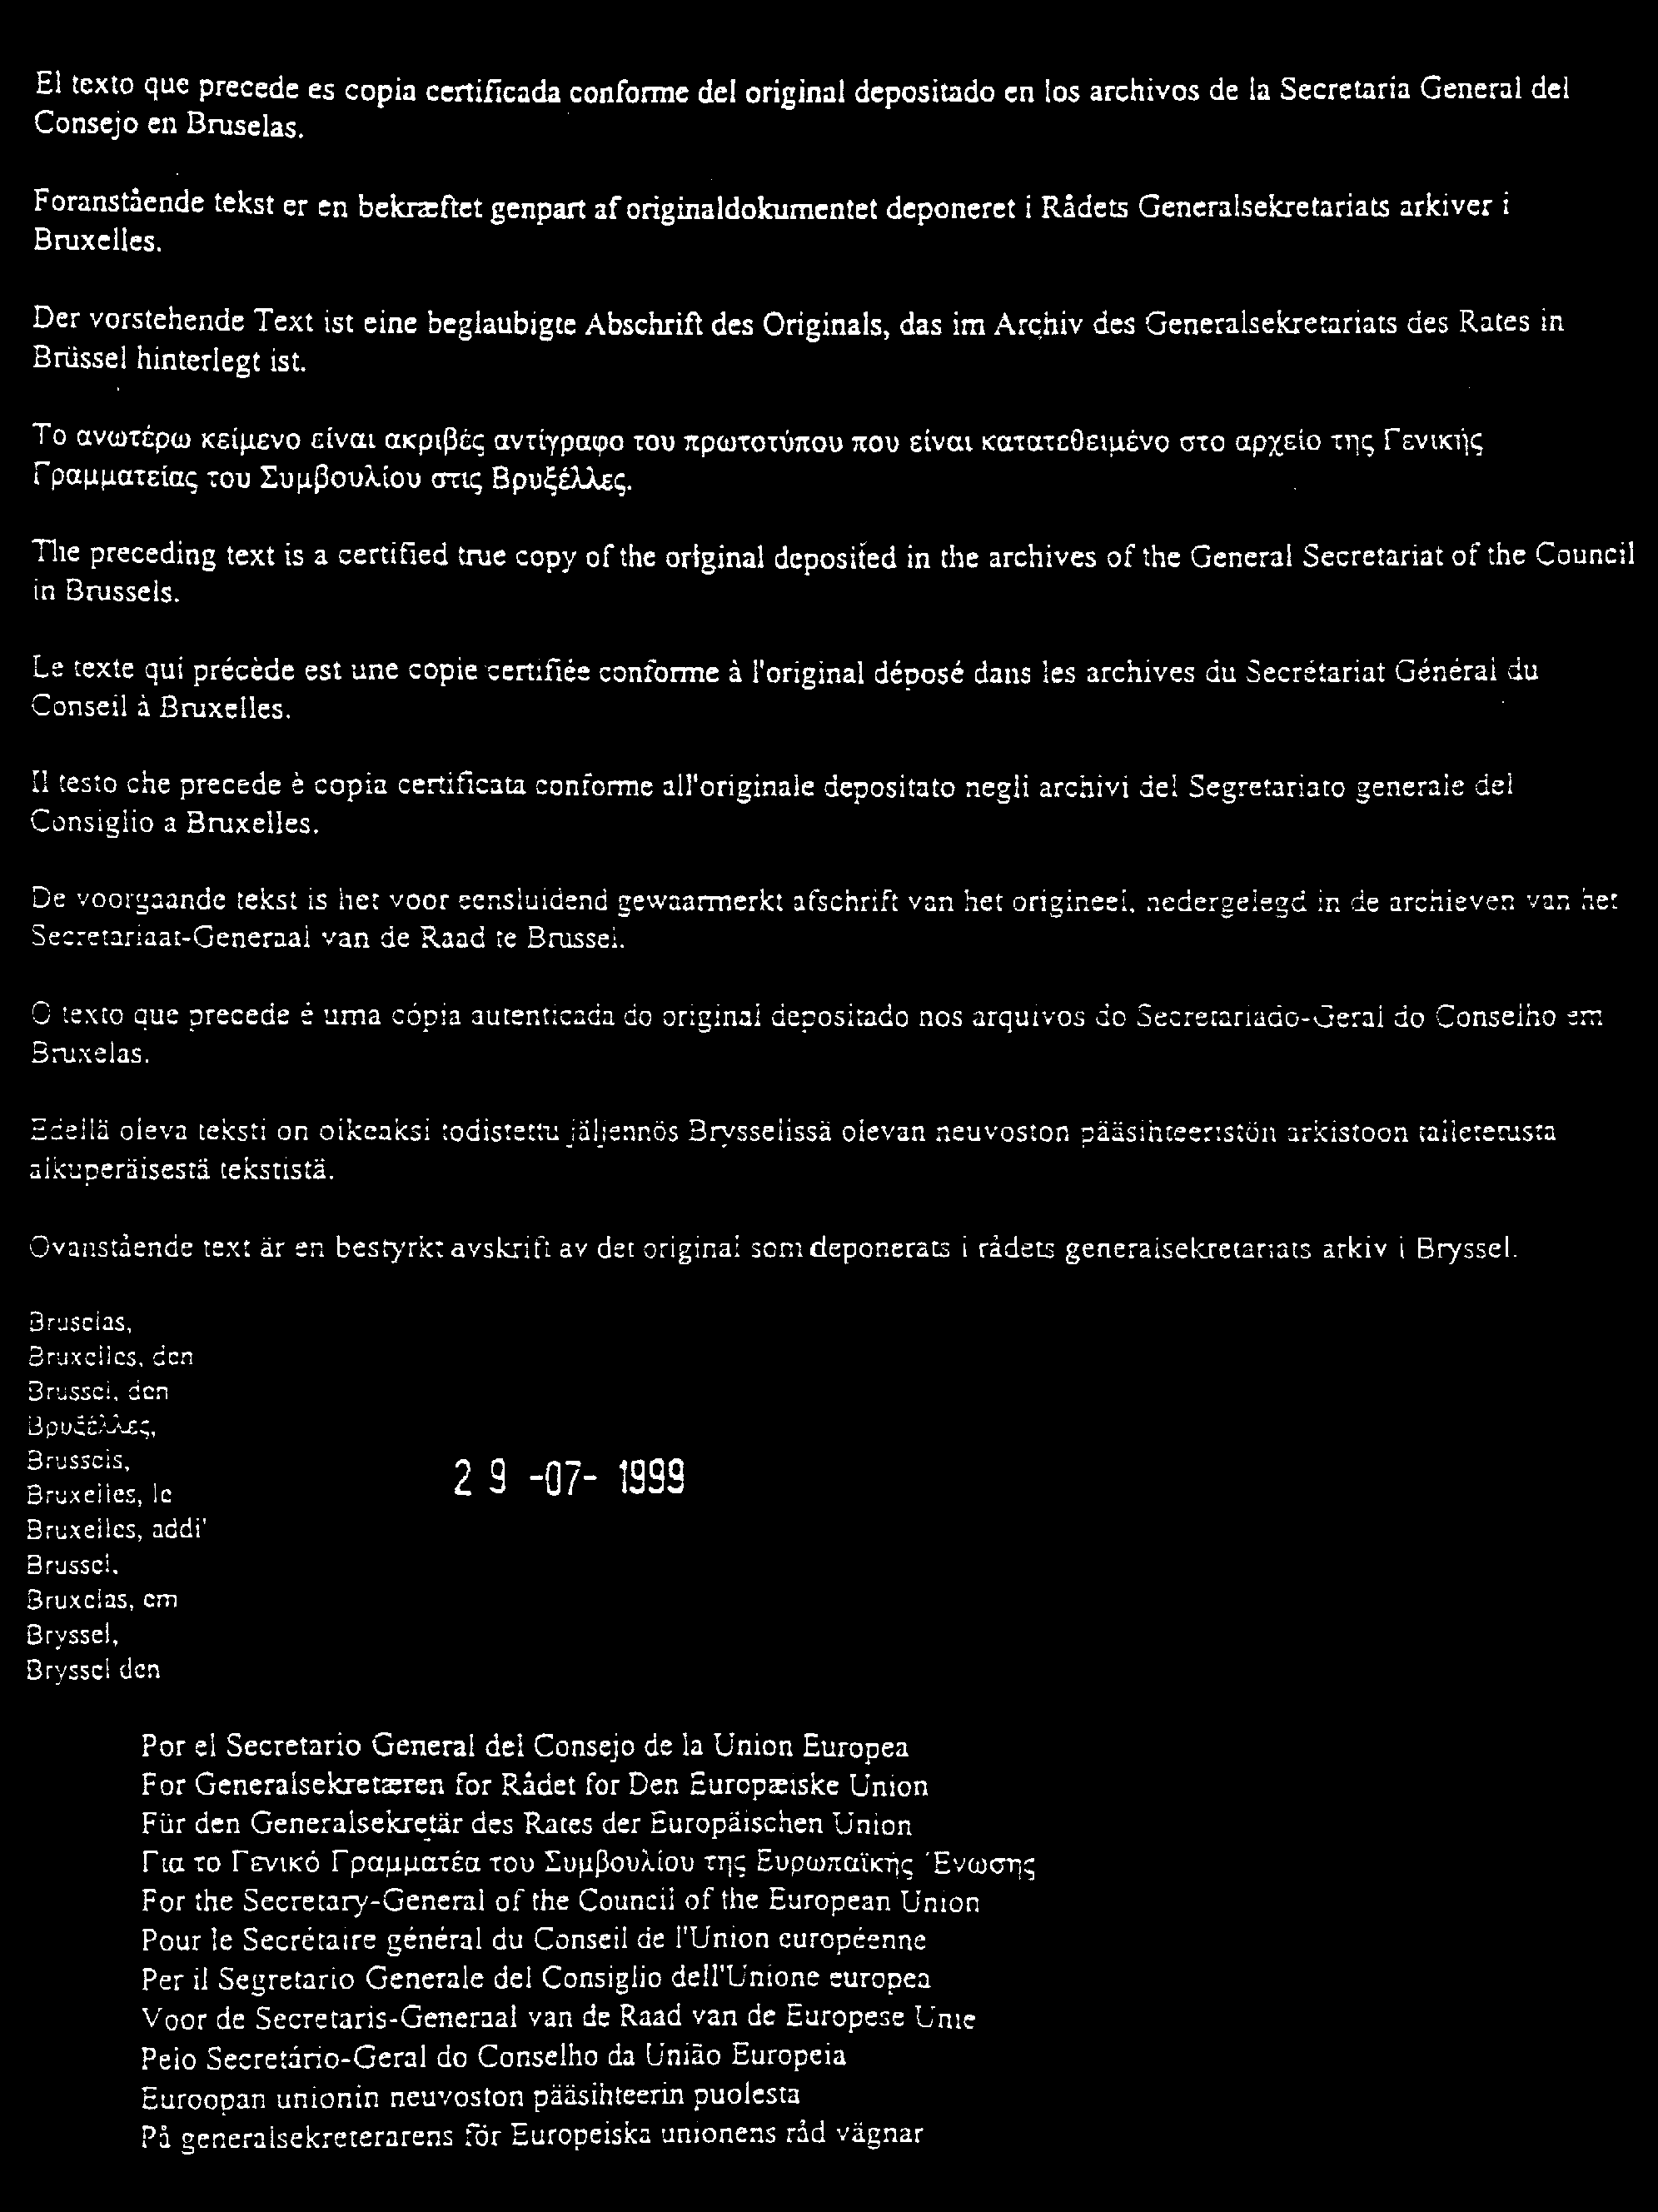 El texto que precede es copia certificada conforme del original depositado en los archivos de la Secretaria General del
Consejo en Bruselas.
Foranstående tekst er en bekræftet genpart af originaldokumentet deponeret i Rådets Generalsekretariats arkiver i
Bruxelles.
Der vorstehende Text ist eine beglaubigte Abschrift des Originals, das im Archiv des Generalsekretariats des Rates in
Brüssel hinterlegt ist.
Το ανωτέρω κείμενο είναι ακριβές αντίγραφο του πρωτοτύπου που είναι κατατεθειμένο στο αρχείο της Γενικής
Γραμματείας του Συμβουλίου στις Βρυξέλλες.
The preceding text is a certified true copy of the original deposited in the archives of the General Secretariat of the Council
in Brussels.
Le texte qui précède est une copie certifiée conforme à l'original déposé dans les archives du Secrétariat Général du
Conseil à Bruxelles.
Il testo che precede è copia certificata conforme all'originale depositato negli archivi del Segretariato generale del
Consiglio a Bruxelles.
De voorgaande tekst is het voor eensluidend gewaarmerkt afschrift van het origineel, nedergelegd in de archieven van het
Secretariaat-Generaal van de Raad te Brussel.
O texto que precede é uma cópia autenticada do original depositado nos arquivos do Secretariado-Geral do Conselho em
Bruxelas.
Edellä oleva teksti on oikeaksi todistettu jäljennös Brysselissä olevan neuvoston pääsihteeristön arkistoon talletetusta
alkuperäisestä tekstistä.
Ovanstående text är en bestyrkt avskrift av det original som deponerats i rådets generalsekretariats arkiv i Bryssel.
Bruselas,
Bruxelles, den
Brüssel, den
Βρυξέλλες,
Brussels,
Bruxelles, le
Bruxelles, addi'
Brussel,
Bruxelas, em
Bryssel,
Bryssel den
29 -07- 1999
Por el Secretario General del Consejo de la Union Europea
For Generalsekretæren for Rådet for Den Europæiske Union
Für den Generalsekretär des Rates der Europäischen Union
Για το Γενικό Γραμματέα του Συμβουλίου της Ευρωπαϊκής Ένωσης
For the Secretary-General of the Council of the European Union
Pour le Secrétaire général du Conseil de l'Union européenne
Per il Segretario Generale del Consiglio dell'Unione europea
Voor de Secretaris-Generaal van de Raad van de Europese Unie
Pelo Secretário-Geral do Conselho da União Europeia
Euroopan unionin neuvoston pääsihteerin puolesta
På generalsekreterarens för Europeiska unionens råd vägnar